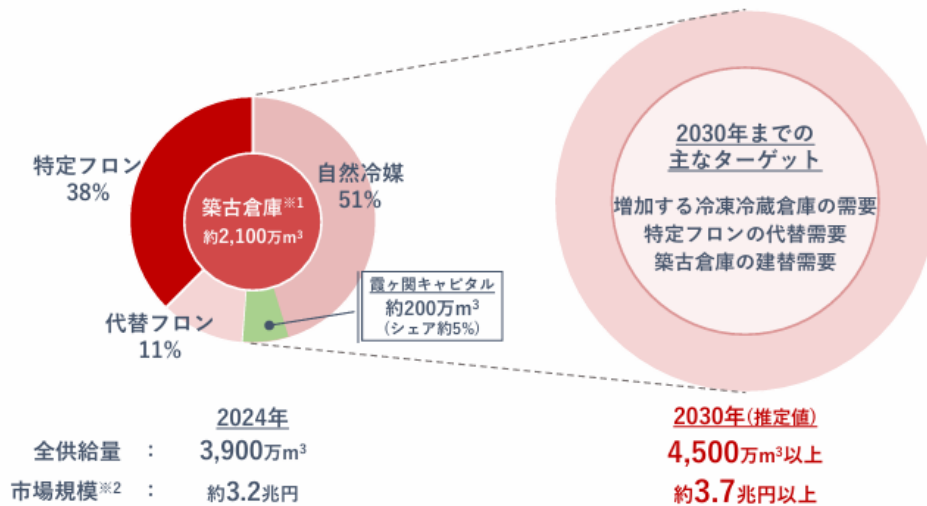 特定フロン
38%
自然冷媒
51%
築古倉庫※1
約2,100万m³
代替フロン
11%
霞ヶ関キャピタル
約200万m³
(シェア約5%)
2030年までの
主なターゲット
増加する冷凍冷蔵倉庫の需要
特定フロンの代替需要
築古倉庫の建替需要
2024年
2030年(推定値)
全供給量 : 3,900万m³ 4,500万m³以上
市場規模※2 : 約3.2兆円 約3.7兆円以上